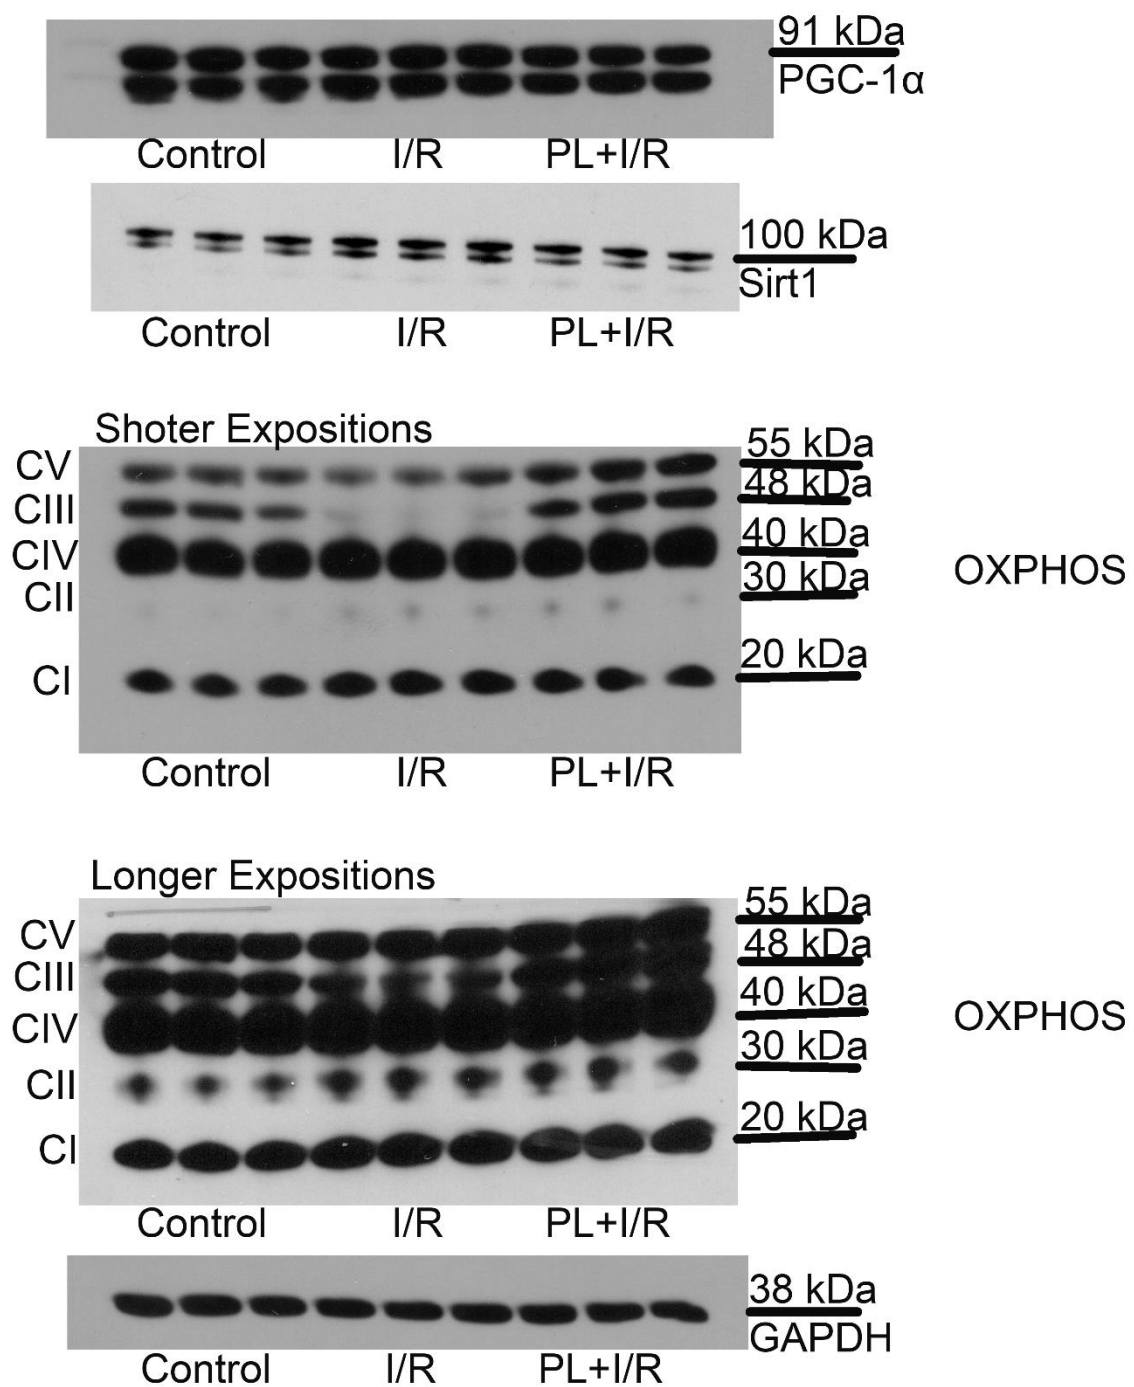 91 kDa
PGC-1α
Control I/R PL+I/R
100 kDa
Sirt1
Control I/R PL+I/R
Shoter Expositions
CV 55 kDa
CIII 48 kDa
CIV 40 kDa
CII 30 kDa
OXPHOS
CI 20 kDa
Control I/R PL+I/R
Longer Expositions
CV 55 kDa
CIII 48 kDa
CIV 40 kDa
OXPHOS
CII 30 kDa
CI 20 kDa
Control I/R PL+I/R
38 kDa
GAPDH
Control I/R PL+I/R